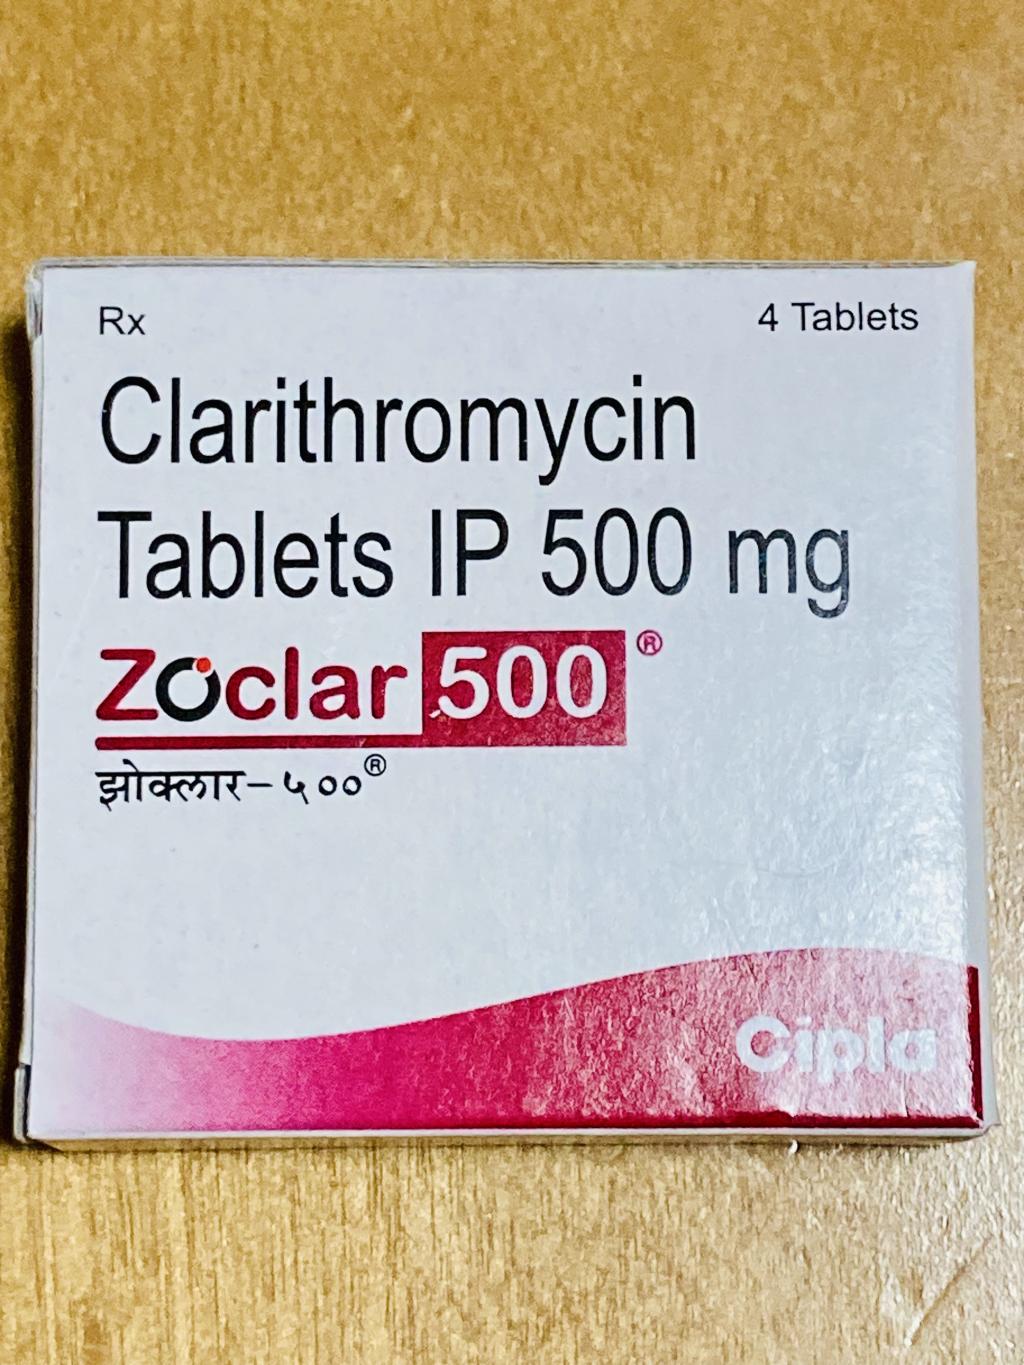 Rx
4 Tablets
Clarithromycin
Tablets IP 500 mg
Zoclar 500®
झोक्लार-५००®
Cipla